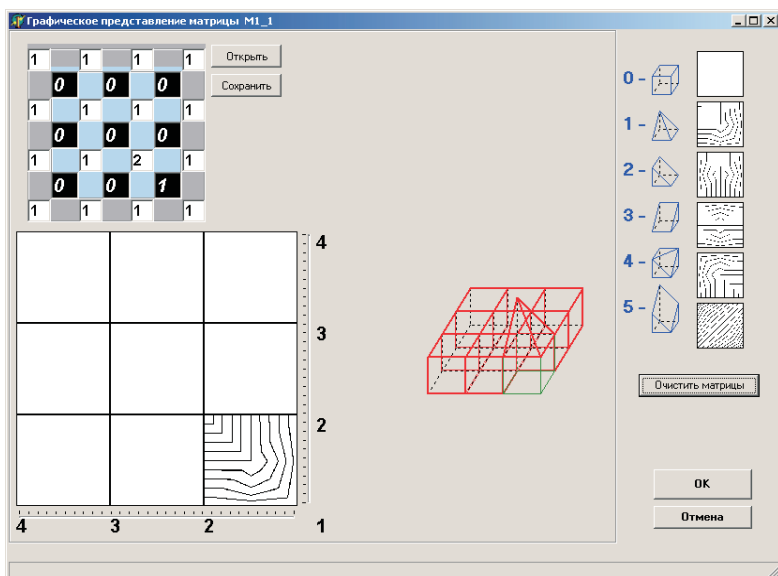 Графическое представление матрицы M1_1
1 1 1 1
0 0 0
1 1 1 1
0 0 0
1 1 2 1
0 0 1
1 1 1 1
Открыть
Сохранить
4
3
2
4 3 2 1
0 -
1 -
2 -
3 -
4 -
5 -
Очистить матрицы
OK
Отмена